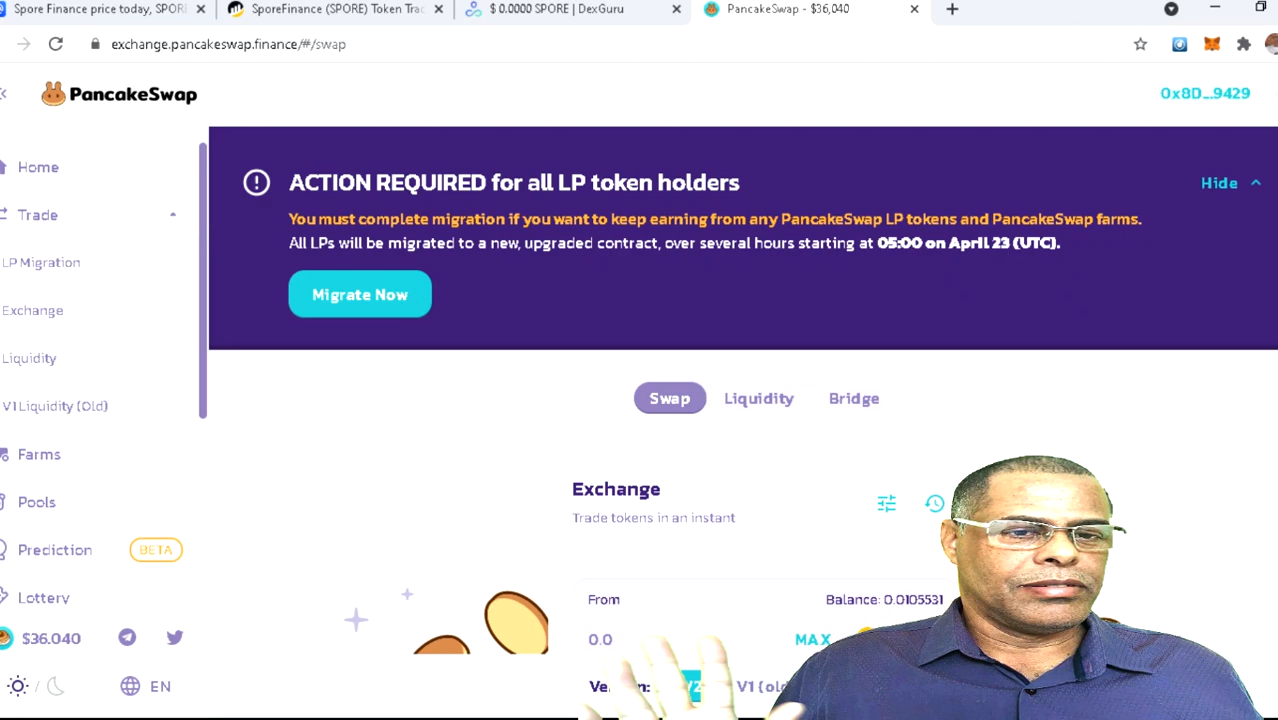 Spore Finance price today, SPORE
SporeFinance (SPORE) Token Trac
$ 0.0000 SPORE | DexGuru
PancakeSwap - $36,040
exchange.pancakeswap.finance/#/swap
PancakeSwap
0x8D...9429
Home
Trade
LP Migration
Exchange
Liquidity
V1 Liquidity (Old)
Farms
Pools
Prediction
BETA
Lottery
$36.040
EN
ACTION REQUIRED for all LP token holders
Hide
You must complete migration if you want to keep earning from any PancakeSwap LP tokens and PancakeSwap farms.
All LPs will be migrated to a new, upgraded contract, over several hours starting at 05:00 on April 23 (UTC).
Migrate Now
Swap
Liquidity
Bridge
Exchange
Trade tokens in an instant
From
Balance: 0.0105531
0.0
MAX
V2
V1 (old